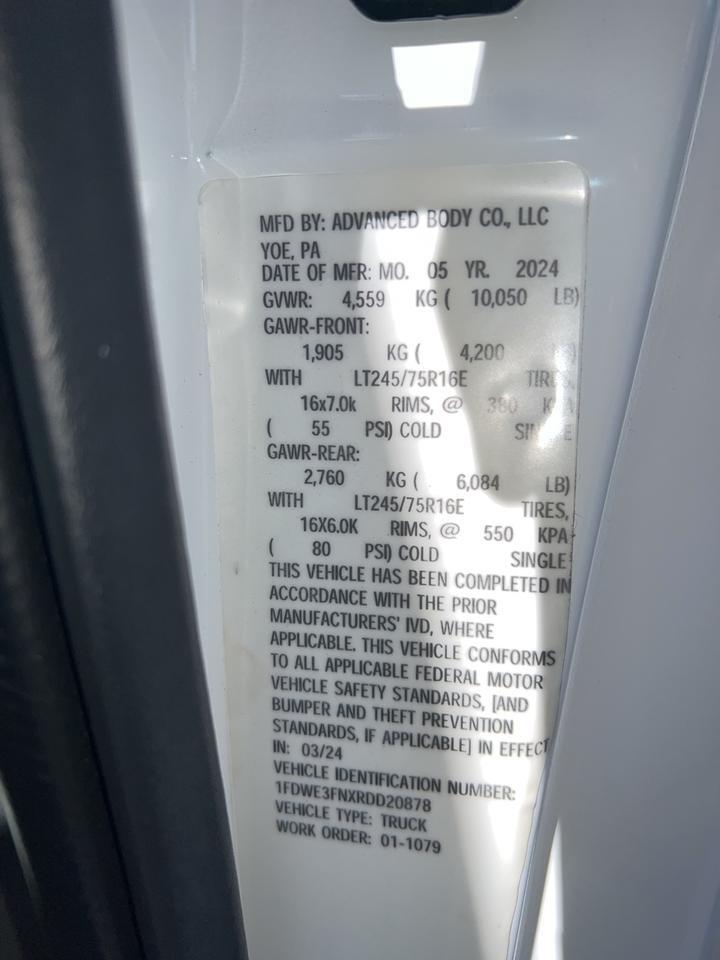 MFD BY: ADVANCED BODY CO., LLC
YOE, PA
DATE OF MFR: MO. 05 YR. 2024
GVWR: 4,559 KG ( 10,050 LB)
GAWR-FRONT:
1,905 KG ( 4,200
WITH LT245/75R16E TIRES,
16x7.0k RIMS, @ 380 KPA
( 55 PSI) COLD SINGLE
GAWR-REAR:
2,760 KG ( 6,084 LB)
WITH LT245/75R16E TIRES,
16X6.0K RIMS, @ 550 KPA
( 80 PSI) COLD SINGLE
THIS VEHICLE HAS BEEN COMPLETED IN
ACCORDANCE WITH THE PRIOR
MANUFACTURERS' IVD, WHERE
APPLICABLE. THIS VEHICLE CONFORMS
TO ALL APPLICABLE FEDERAL MOTOR
VEHICLE SAFETY STANDARDS, [AND
BUMPER AND THEFT PREVENTION
STANDARDS, IF APPLICABLE] IN EFFECT
IN: 03/24
VEHICLE IDENTIFICATION NUMBER:
1FDWE3FNXRDD20878
VEHICLE TYPE: TRUCK
WORK ORDER: 01-1079